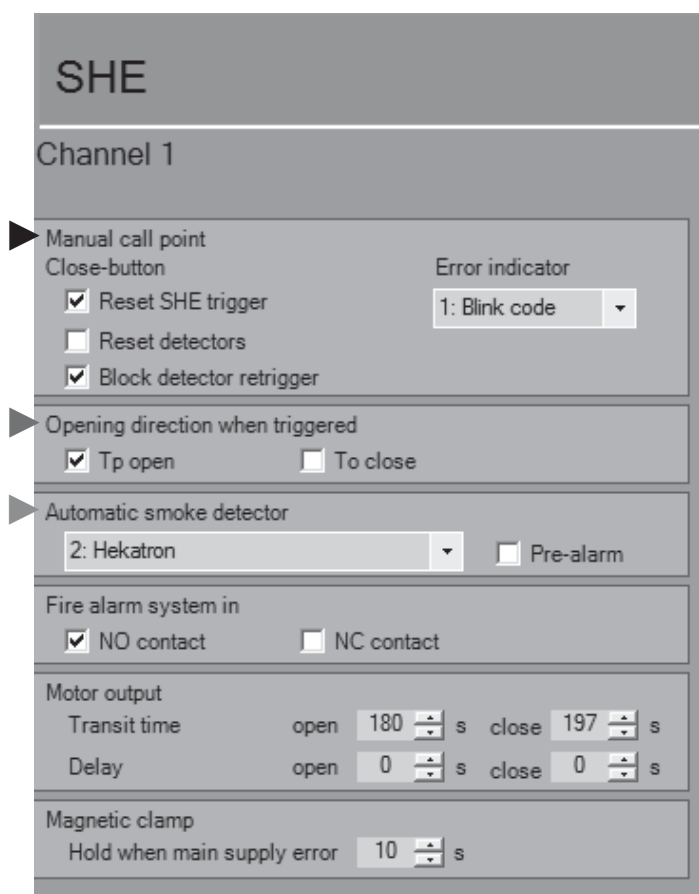 SHE
Channel 1
Manual call point
Close-button Error indicator
Reset SHE trigger 1: Blink code
Reset detectors
Block detector retrigger
Opening direction when triggered
Tp open To close
Automatic smoke detector
2: Hekatron Pre-alarm
Fire alarm system in
NO contact NC contact
Motor output
Transit time open 180 s close 197 s
Delay open 0 s close 0 s
Magnetic clamp
Hold when main supply error 10 s